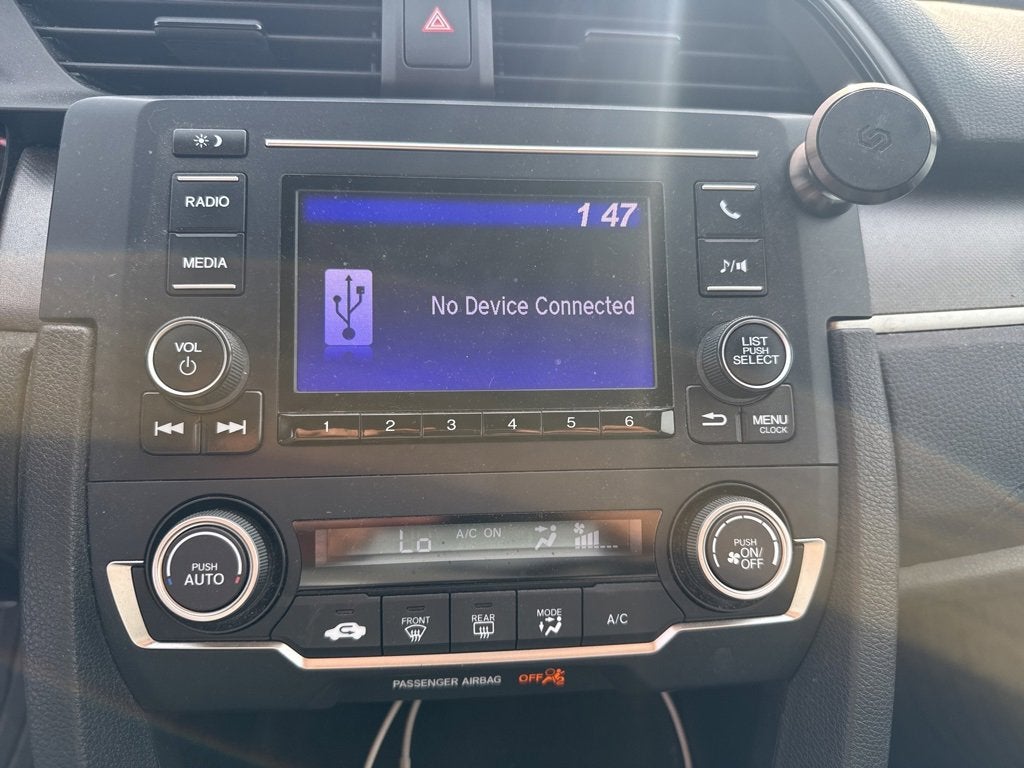 RADIO
MEDIA
1 47
No Device Connected
VOL
LIST
PUSH
SELECT
1 2 3 4 5 6
MENU
CLOCK
PUSH
AUTO
Lo
A/C ON
PUSH
ON/
OFF
FRONT
REAR
MODE
A/C
PASSENGER AIRBAG OFF